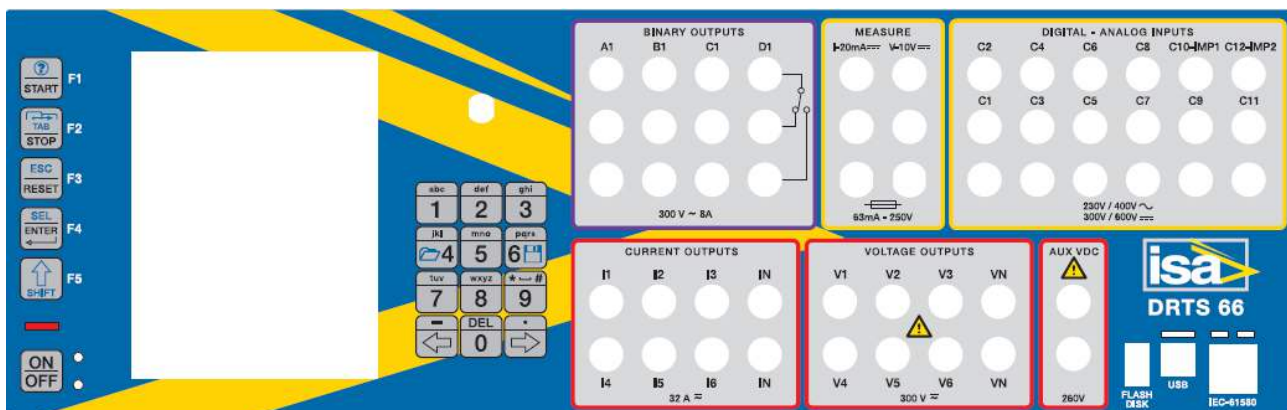 ? START F1
TAB STOP F2
ESC RESET F3
SEL ENTER F4
SHIFT F5
ON OFF
abc def ghi
1 2 3
jkl mno pqrs
4 5 6
tuv wxyz * #
7 8 9
- DEL .
0
BINARY OUTPUTS
A1 B1 C1 D1
300 V ~ 8A
MEASURE
I-20mA V-10V
63mA - 250V
DIGITAL - ANALOG INPUTS
C2 C4 C6 C8 C10-IMP1 C12-IMP2
C1 C3 C5 C7 C9 C11
230V / 400V
300V / 600V
CURRENT OUTPUTS
I1 I2 I3 IN
I4 I5 I6 IN
32 A
VOLTAGE OUTPUTS
V1 V2 V3 VN
V4 V5 V6 VN
300 V
AUX VDC
260V
isa
DRTS 66
FLASH DISK
USB
IEC-61580